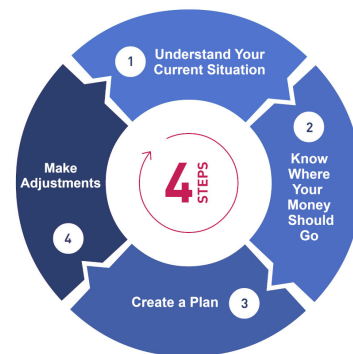 1
Understand Your
Current Situation
2
Know
Where
Your
Money
Should
Go
3
Create a Plan
4
Make
Adjustments
4
STEPS